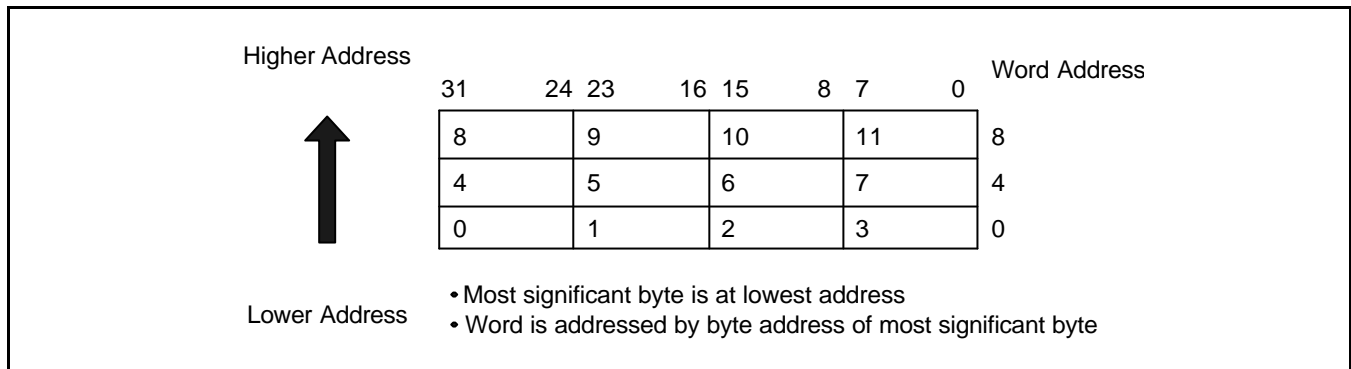 Higher Address
Word Address
31 24 23 16 15 8 7 0
8 9 10 11 8
4 5 6 7 4
0 1 2 3 0
Lower Address
• Most significant byte is at lowest address
• Word is addressed by byte address of most significant byte